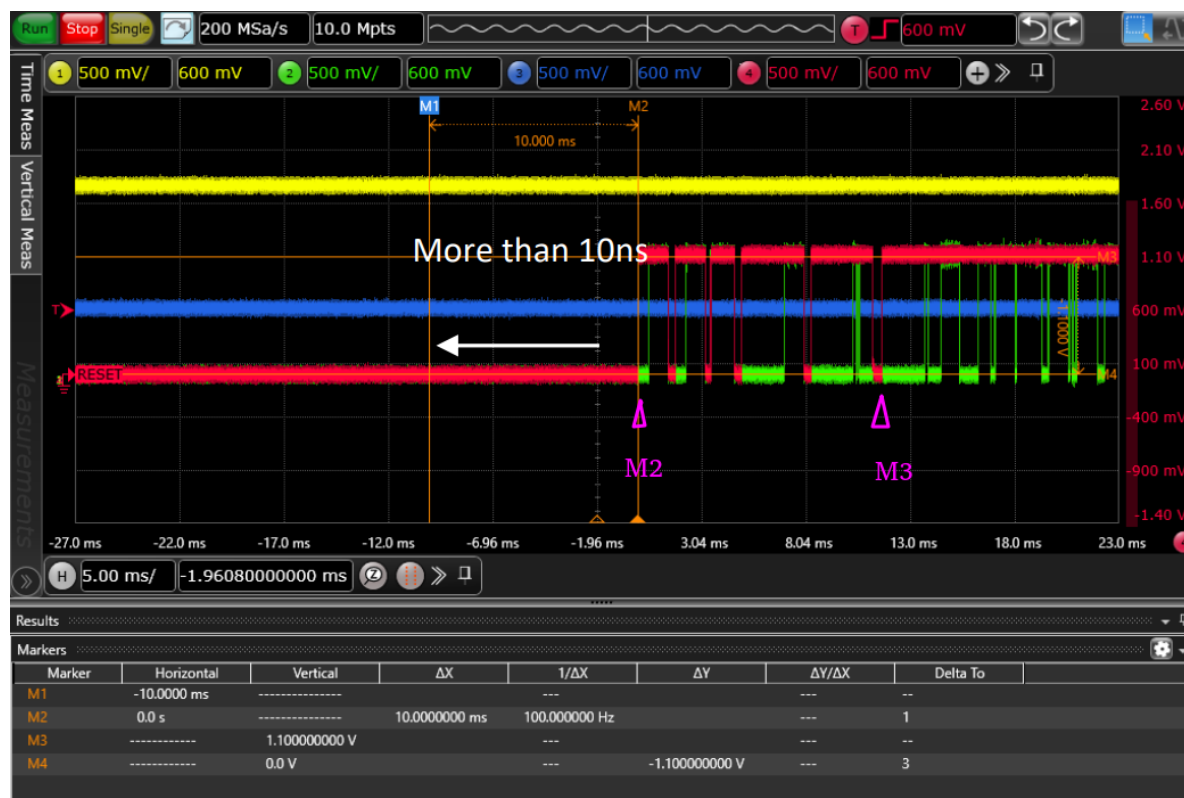 Run Stop Single 200 MSa/s 10.0 Mpts T 600 mV
1 500 mV/ 600 mV 2 500 mV/ 600 mV 3 500 mV/ 600 mV 4 500 mV/ 600 mV
Time Meas
Vertical Meas
Measurements
M1 M2
10.000 ms
2.60 V
2.10 V
1.60 V
More than 10ns
1.10 V
M3
T
600 mV
-1.1000 V
RESET
100 mV
M4
-400 mV
M2
M3
-900 mV
-1.40 V
-27.0 ms -22.0 ms -17.0 ms -12.0 ms -6.96 ms -1.96 ms 3.04 ms 8.04 ms 13.0 ms 18.0 ms 23.0 ms
H 5.00 ms/ -1.96080000000 ms Z
Results
Markers
Marker Horizontal Vertical ΔX 1/ΔX ΔY ΔY/ΔX Delta To
M1 -10.0000 ms --------------- --- --- --
M2 0.0 s --------------- 10.0000000 ms 100.000000 Hz --- 1
M3 ------------ 1.100000000 V --- --- --
M4 ------------ 0.0 V --- -1.100000000 V --- 3